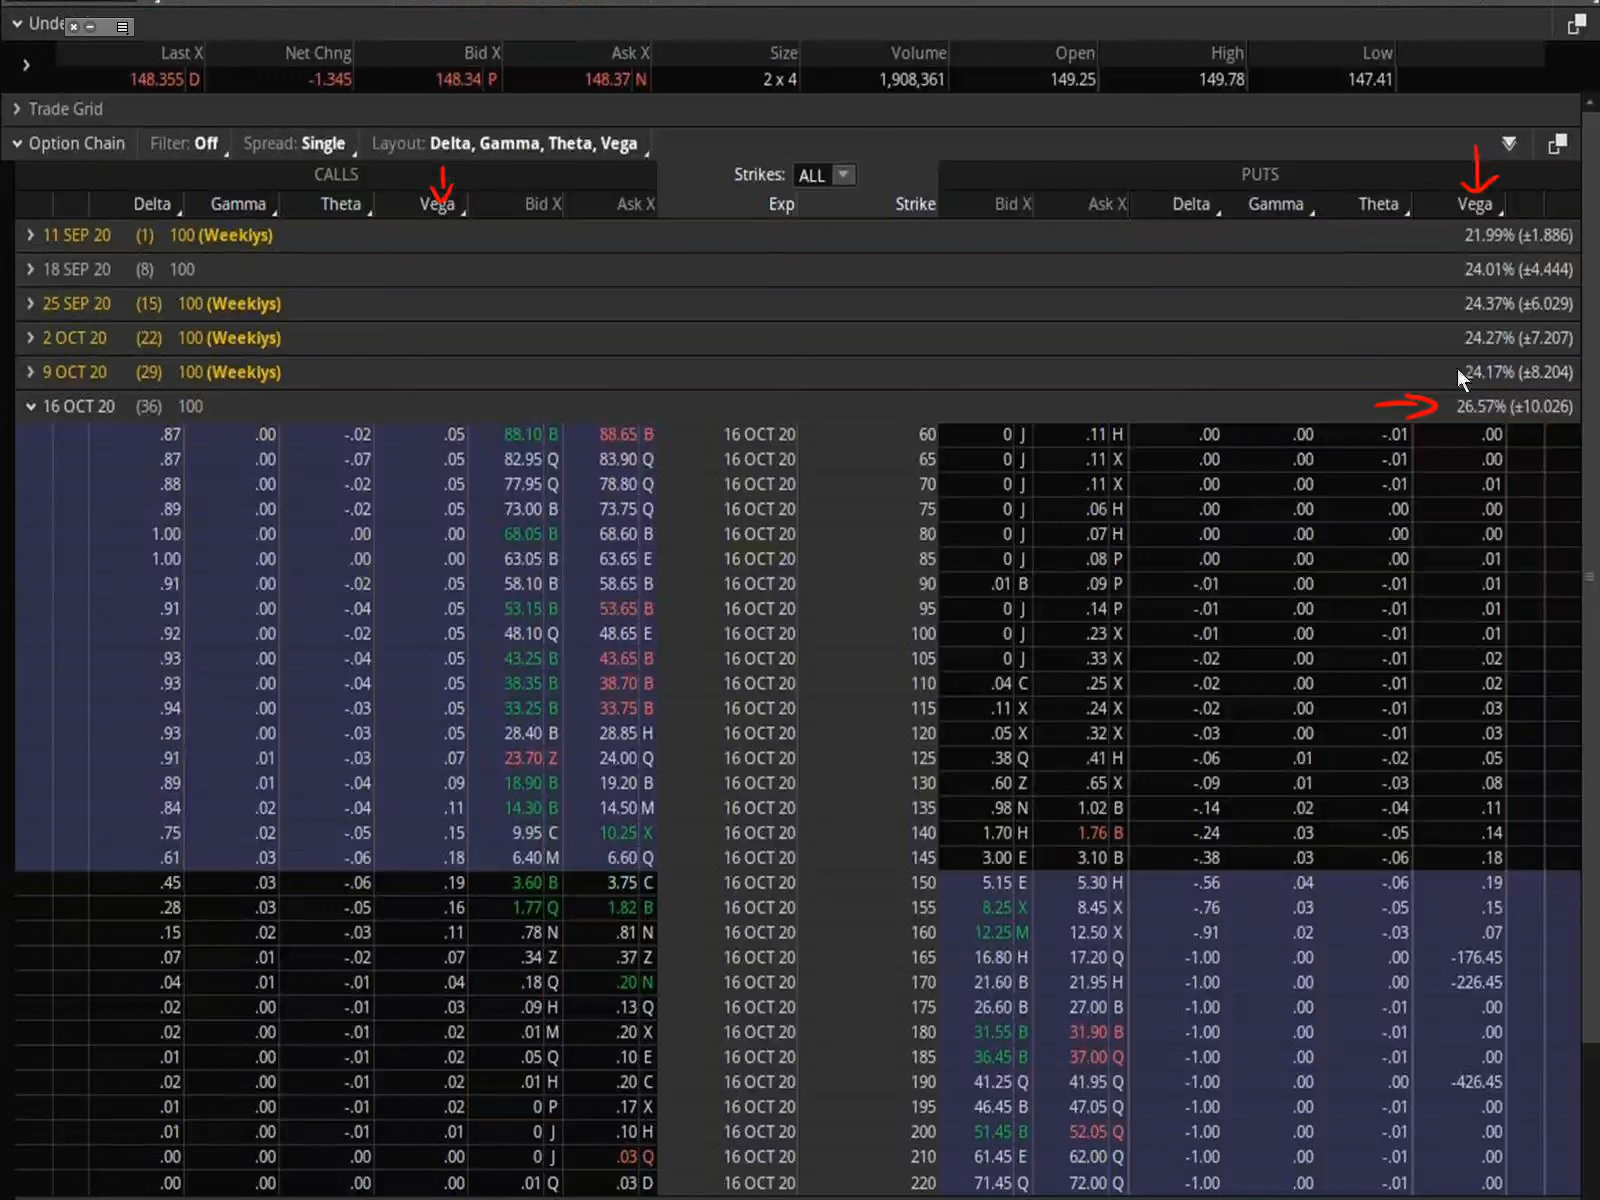 Unde
Last X Net Chng Bid X Ask X Size Volume Open High Low
148.355 D -1.345 148.34 P 148.37 N 2 x 4 1,908,361 149.25 149.78 147.41
Trade Grid
Option Chain Filter: Off Spread: Single Layout: Delta, Gamma, Theta, Vega
CALLS Strikes: ALL PUTS
Delta Gamma Theta Vega Bid X Ask X Exp Strike Bid X Ask X Delta Gamma Theta Vega
11 SEP 20 (1) 100 (Weeklys) 21.99% (±1.886)
18 SEP 20 (8) 100 24.01% (±4.444)
25 SEP 20 (15) 100 (Weeklys) 24.37% (±6.029)
2 OCT 20 (22) 100 (Weeklys) 24.27% (±7.207)
9 OCT 20 (29) 100 (Weeklys) 24.17% (±8.204)
16 OCT 20 (36) 100 26.57% (±10.026)
.87 .00 -.02 .05 88.10 B 88.65 B 16 OCT 20 60 0 J .11 H .00 .00 -.01 .00
.87 .00 -.07 .05 82.95 Q 83.90 Q 16 OCT 20 65 0 J .11 X .00 .00 -.01 .00
.88 .00 -.02 .05 77.95 Q 78.80 Q 16 OCT 20 70 0 J .11 X .00 .00 -.01 .01
.89 .00 -.02 .05 73.00 B 73.75 Q 16 OCT 20 75 0 J .06 H .00 .00 -.01 .00
1.00 .00 .00 .00 68.05 B 68.60 B 16 OCT 20 80 0 J .07 H .00 .00 -.01 .00
1.00 .00 .00 .00 63.05 B 63.65 E 16 OCT 20 85 0 J .08 P .00 .00 -.01 .01
.91 .00 -.02 .05 58.10 B 58.65 B 16 OCT 20 90 .01 B .09 P -.01 .00 -.01 .01
.91 .00 -.04 .05 53.15 B 53.65 B 16 OCT 20 95 0 J .14 P -.01 .00 -.01 .01
.92 .00 -.02 .05 48.10 Q 48.65 E 16 OCT 20 100 0 J .23 X -.01 .00 -.01 .01
.93 .00 -.04 .05 43.25 B 43.65 B 16 OCT 20 105 0 J .33 X -.02 .00 -.01 .02
.93 .00 -.04 .05 38.35 B 38.70 B 16 OCT 20 110 .04 C .25 X -.02 .00 -.01 .02
.94 .00 -.03 .05 33.25 B 33.75 B 16 OCT 20 115 .11 X .24 X -.02 .00 -.01 .03
.93 .00 -.03 .05 28.40 B 28.85 H 16 OCT 20 120 .05 X .32 X -.03 .00 -.01 .03
.91 .01 -.03 .07 23.70 Z 24.00 Q 16 OCT 20 125 .38 Q .41 H -.06 .01 -.02 .05
.89 .01 -.04 .09 18.90 B 19.20 B 16 OCT 20 130 .60 Z .65 X -.09 .01 -.03 .08
.84 .02 -.04 .11 14.30 B 14.50 M 16 OCT 20 135 .98 N 1.02 B -.14 .02 -.04 .11
.75 .02 -.05 .15 9.95 C 10.25 X 16 OCT 20 140 1.70 H 1.76 B -.24 .03 -.05 .14
.61 .03 -.06 .18 6.40 M 6.60 Q 16 OCT 20 145 3.00 E 3.10 B -.38 .03 -.06 .18
.45 .03 -.06 .19 3.60 B 3.75 C 16 OCT 20 150 5.15 E 5.30 H -.56 .04 -.06 .19
.28 .03 -.05 .16 1.77 Q 1.82 B 16 OCT 20 155 8.25 X 8.45 X -.76 .03 -.05 .15
.15 .02 -.03 .11 .78 N .81 N 16 OCT 20 160 12.25 M 12.50 X -.91 .02 -.03 .07
.07 .01 -.02 .07 .34 Z .37 Z 16 OCT 20 165 16.80 H 17.20 Q -1.00 .00 .00 -176.45
.04 .01 -.01 .04 .18 Q .20 N 16 OCT 20 170 21.60 B 21.95 H -1.00 .00 .00 -226.45
.02 .00 -.01 .03 .09 H .13 Q 16 OCT 20 175 26.60 B 27.00 B -1.00 .00 -.01 .00
.02 .00 -.01 .02 .01 M .20 X 16 OCT 20 180 31.55 B 31.90 B -1.00 .00 -.01 .00
.01 .00 -.01 .02 .05 Q .10 E 16 OCT 20 185 36.45 B 37.00 Q -1.00 .00 -.01 .00
.02 .00 -.01 .02 .01 H .20 C 16 OCT 20 190 41.25 Q 41.95 Q -1.00 .00 .00 -426.45
.01 .00 -.01 .02 0 P .17 X 16 OCT 20 195 46.45 B 47.05 Q -1.00 .00 -.01 .00
.01 .00 -.01 .01 0 J .10 H 16 OCT 20 200 51.45 B 52.05 Q -1.00 .00 -.01 .00
.00 .00 .00 .00 0 J .03 Q 16 OCT 20 210 61.45 E 62.00 Q -1.00 .00 -.01 .00
.00 .00 .00 .00 .01 Q .03 D 16 OCT 20 220 71.45 Q 72.00 Q -1.00 .00 -.01 .00